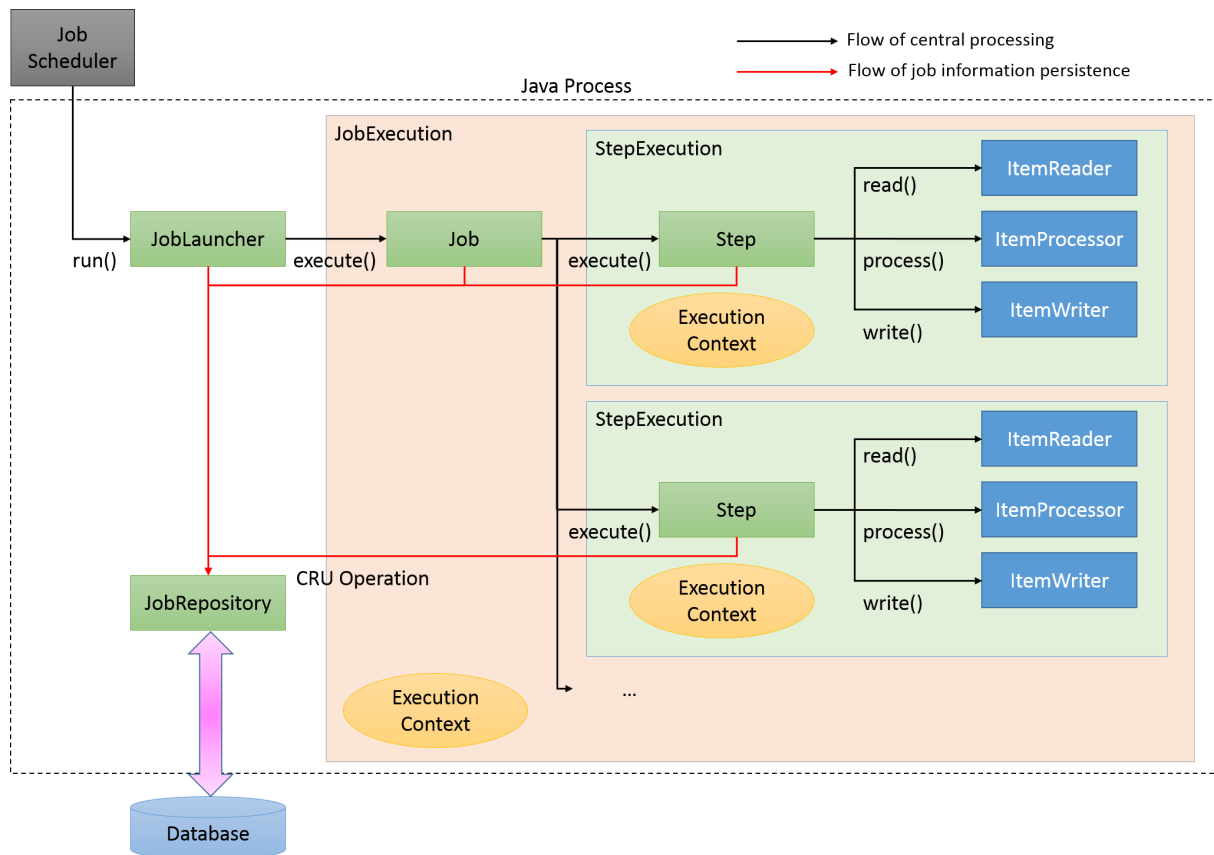 Job
Scheduler
Flow of central processing
Flow of job information persistence
Java Process
JobExecution
StepExecution
ItemReader
read()
JobLauncher
Job
Step
ItemProcessor
run()
execute()
execute()
process()
Execution
Context
ItemWriter
write()
StepExecution
ItemReader
read()
Step
ItemProcessor
execute()
process()
CRU Operation
Execution
Context
ItemWriter
write()
JobRepository
Execution
Context
...
Database